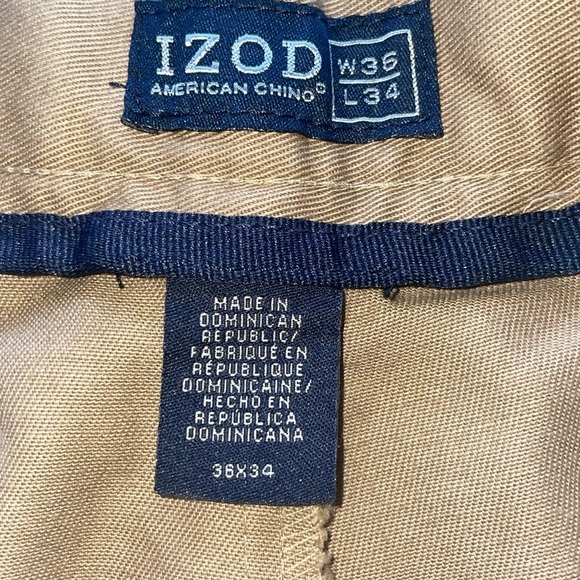 IZOD
AMERICAN CHINO®
W36
L34
MADE IN
DOMINICAN
REPUBLIC/
FABRIQUÉ EN
RÉPUBLIQUE
DOMINICAINE/
HECHO EN
REPÚBLICA
DOMINICANA
36X34